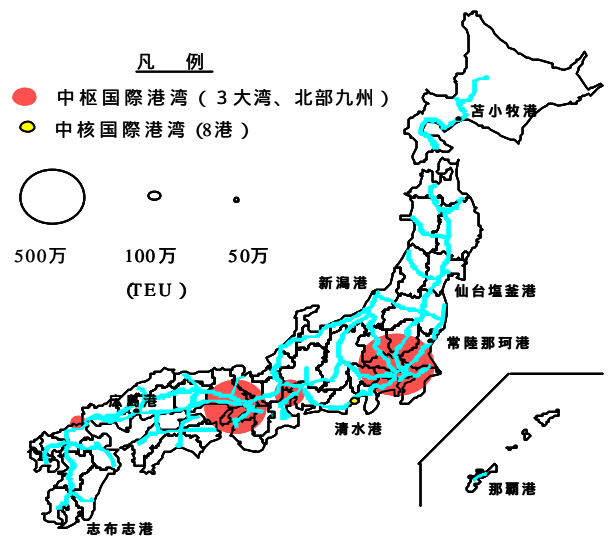 凡 例
中枢国際港湾（３大湾、北部九州）
中核国際港湾(8港）
500万 100万 50万
(TEU）
苫小牧港
新潟港
仙台塩釜港
常陸那珂港
広島港
清水港
那覇港
志布志港